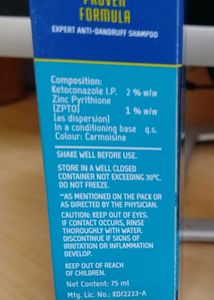 PROVEN
FORMULA
EXPERT ANTI-DANDRUFF SHAMPOO
Composition:
Ketoconazole I.P. 2 % w/w
Zinc Pyrithione 1 % w/w
(ZPTO)
(as dispersion)
In a conditioning base q.s.
Colour: Carmoisine
SHAKE WELL BEFORE USE.
STORE IN A WELL CLOSED
CONTAINER NOT EXCEEDING 30°C.
DO NOT FREEZE.
**AS MENTIONED ON THE PACK OR
AS DIRECTED BY THE PHYSICIAN.
CAUTION: KEEP OUT OF EYES.
IF CONTACT OCCURS, RINSE
THOROUGHLY WITH WATER.
DISCONTINUE IF SIGNS OF
IRRITATION OR INFLAMMATION
DEVELOP.
KEEP OUT OF REACH
OF CHILDREN.
Net Content: 75 ml
Mfg. Lic. No.: KD/2233-A